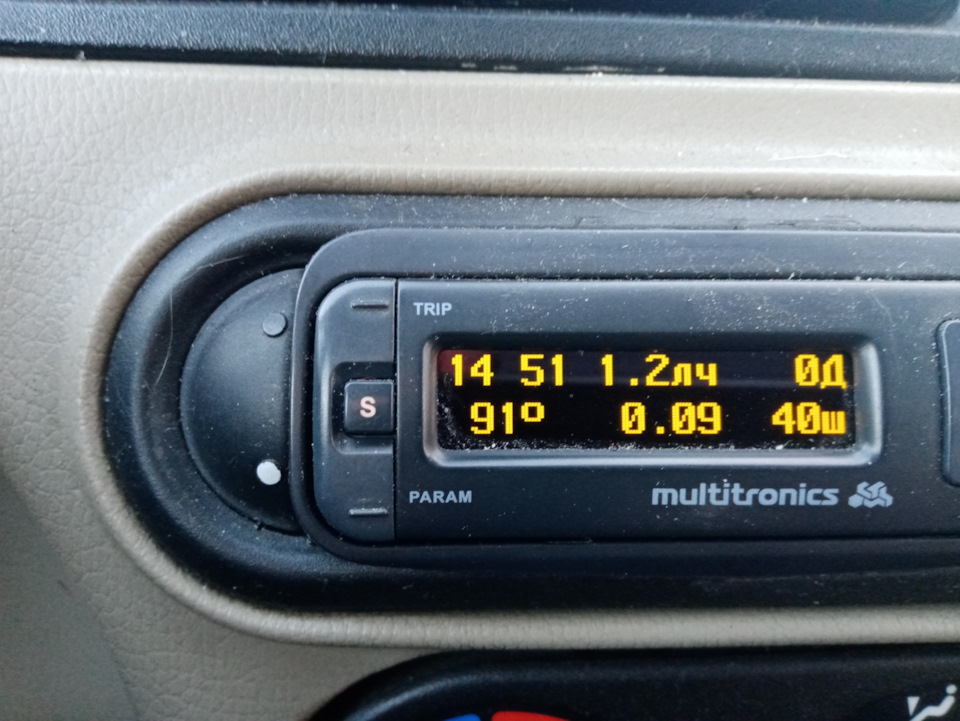 TRIP
14 51 1.2лч 0Д
S
91° 0.09 40ш
PARAM
multitronics